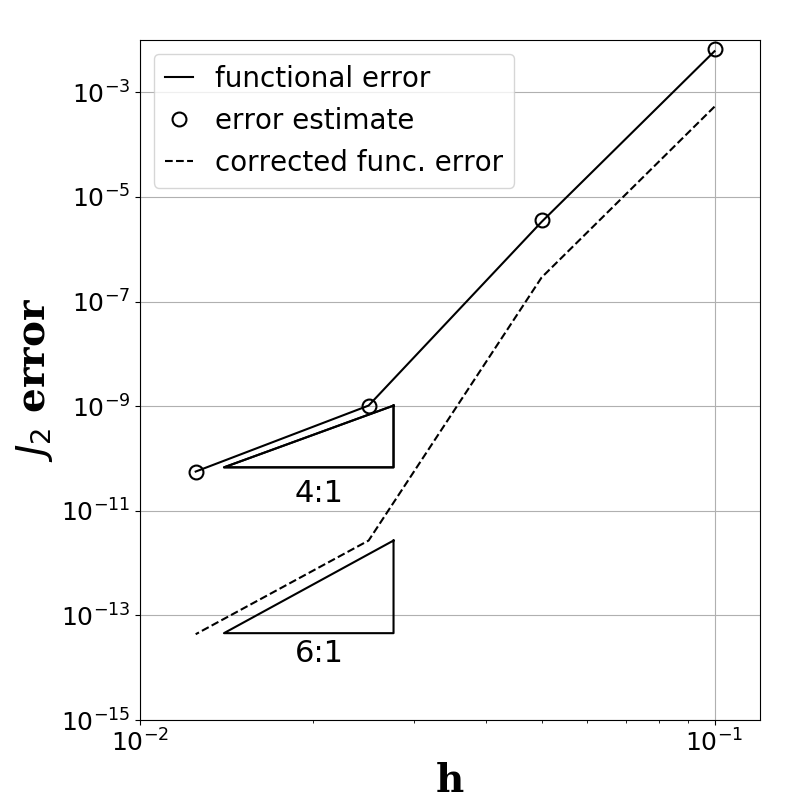 functional error
error estimate
corrected func. error
10⁻³
10⁻⁵
10⁻⁷
10⁻⁹
10⁻¹¹
10⁻¹³
10⁻¹⁵
J₂ error
4:1
6:1
10⁻²
10⁻¹
h